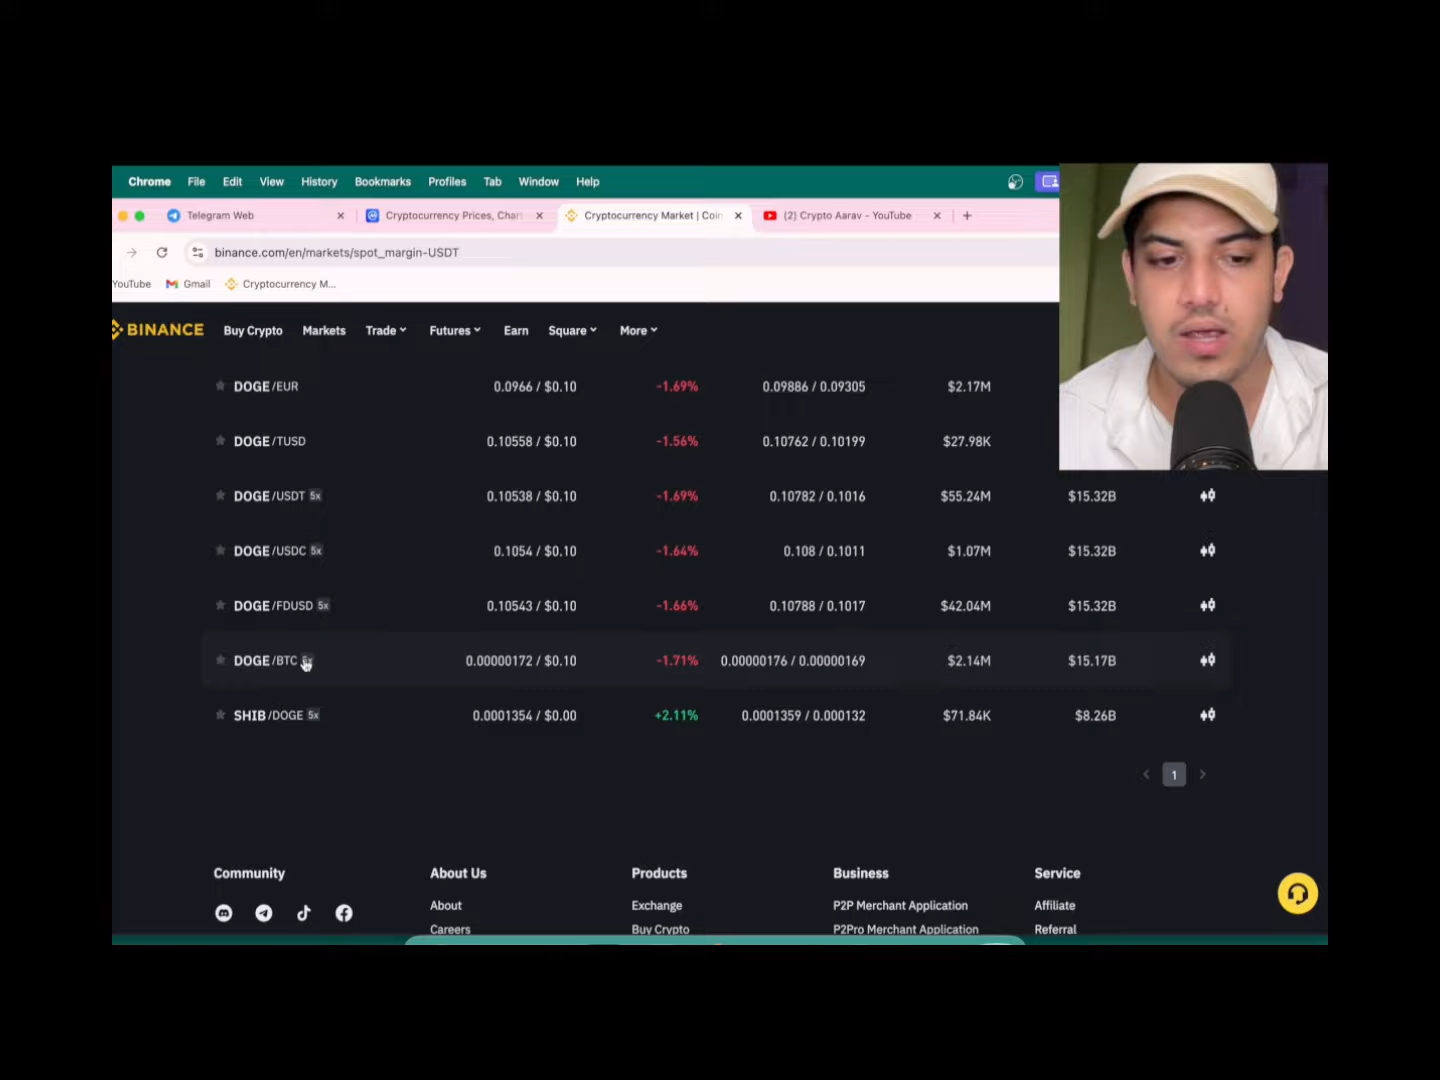 Chrome File Edit View History Bookmarks Profiles Tab Window Help
Telegram Web Cryptocurrency Prices, Char Cryptocurrency Market | Coin (2) Crypto Aarav - YouTube
binance.com/en/markets/spot_margin-USDT
YouTube Gmail Cryptocurrency M...
BINANCE Buy Crypto Markets Trade Futures Earn Square More
DOGE/EUR 0.0966 / $0.10 -1.69% 0.09886 / 0.09305 $2.17M
DOGE/TUSD 0.10558 / $0.10 -1.56% 0.10762 / 0.10199 $27.98K
DOGE/USDT 5x 0.10538 / $0.10 -1.69% 0.10782 / 0.1016 $55.24M $15.32B
DOGE/USDC 5x 0.1054 / $0.10 -1.64% 0.108 / 0.1011 $1.07M $15.32B
DOGE/FDUSD 5x 0.10543 / $0.10 -1.66% 0.10788 / 0.1017 $42.04M $15.32B
DOGE/BTC 0.00000172 / $0.10 -1.71% 0.00000176 / 0.00000169 $2.14M $15.17B
SHIB/DOGE 5x 0.0001354 / $0.00 +2.11% 0.0001359 / 0.000132 $71.84K $8.26B
1
Community About Us Products Business Service
About Exchange P2P Merchant Application Affiliate
Careers Buy Crypto P2Pro Merchant Application Referral